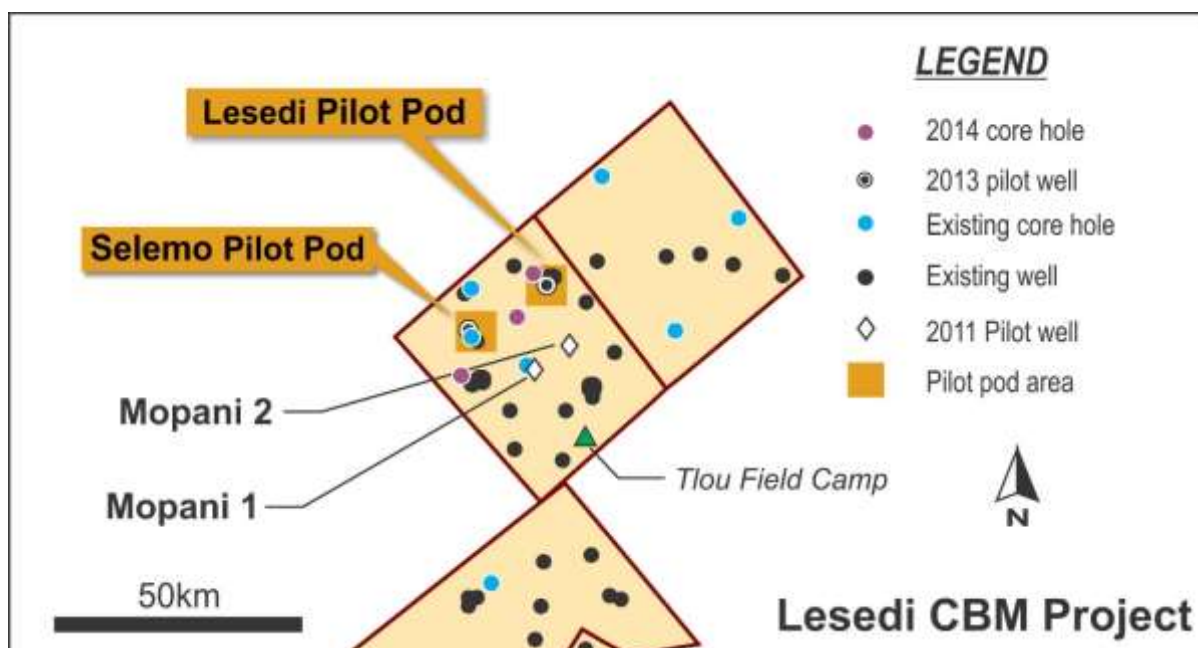 LEGEND
Lesedi Pilot Pod
2014 core hole
2013 pilot well
Selemo Pilot Pod
Existing core hole
Existing well
2011 Pilot well
Pilot pod area
Mopani 2
Tlou Field Camp
Mopani 1
N
50km
Lesedi CBM Project